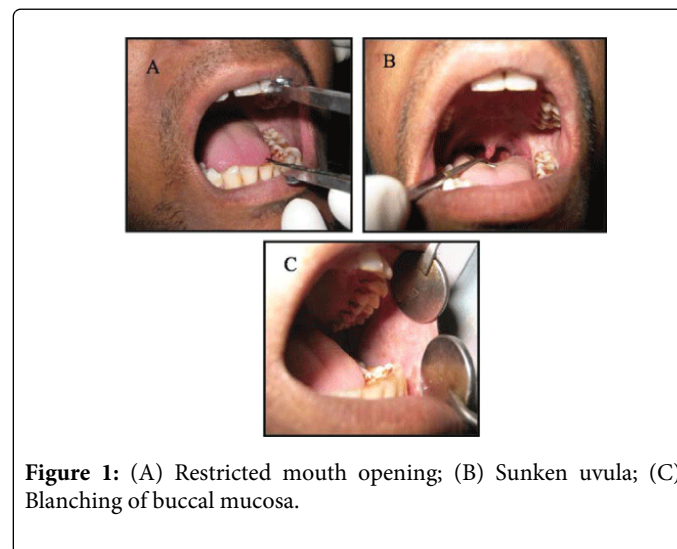 A
B
C
Figure 1: (A) Restricted mouth opening; (B) Sunken uvula; (C)
Blanching of buccal mucosa.